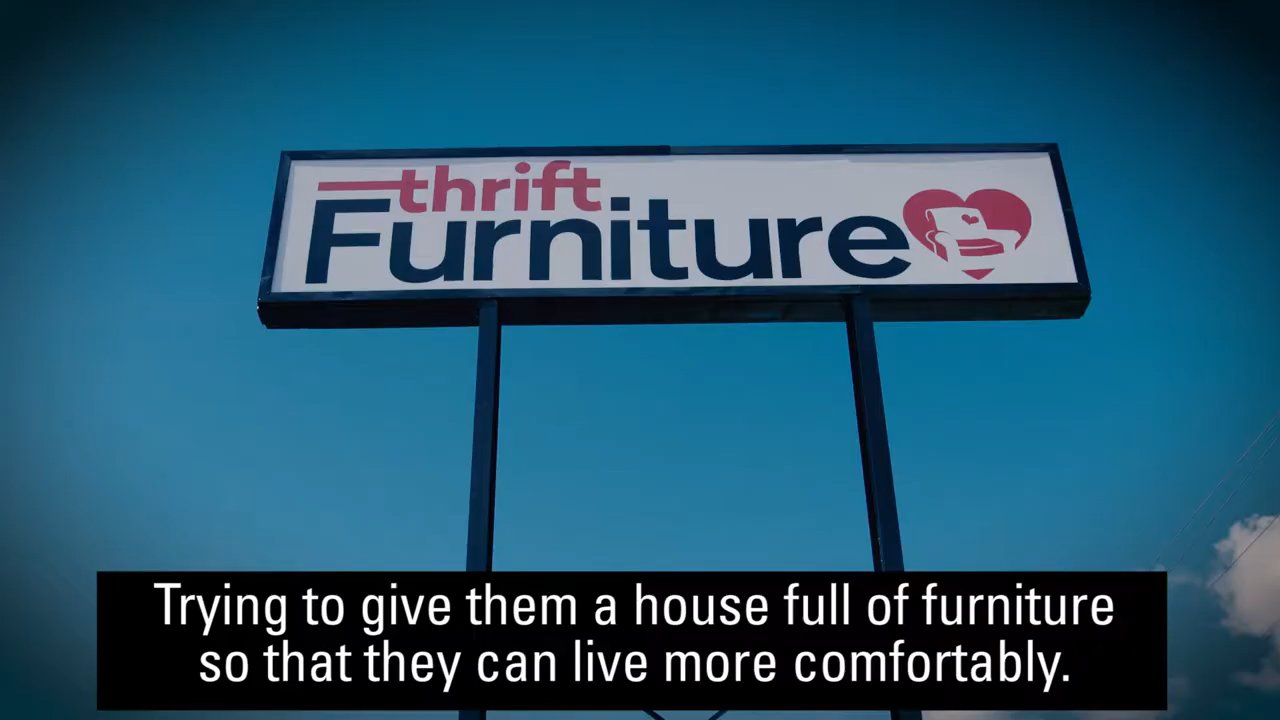 thrift
Furniture
Trying to give them a house full of furniture
so that they can live more comfortably.